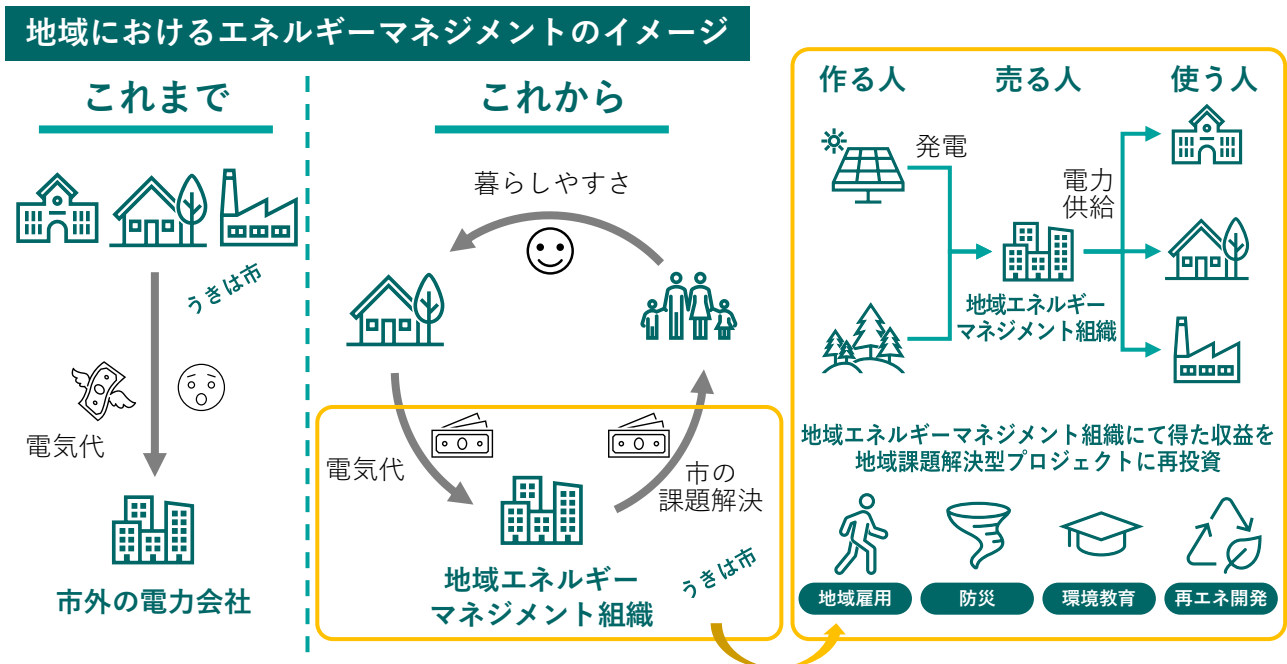 地域におけるエネルギーマネジメントのイメージ
これまで
うきは市
電気代
市外の電力会社
これから
暮らしやすさ
電気代
市の
課題解決
地域エネルギー
マネジメント組織
うきは市
作る人
売る人
使う人
発電
電力
供給
地域エネルギー
マネジメント組織
地域エネルギーマネジメント組織にて得た収益を
地域課題解決型プロジェクトに再投資
地域雇用
防災
環境教育
再エネ開発